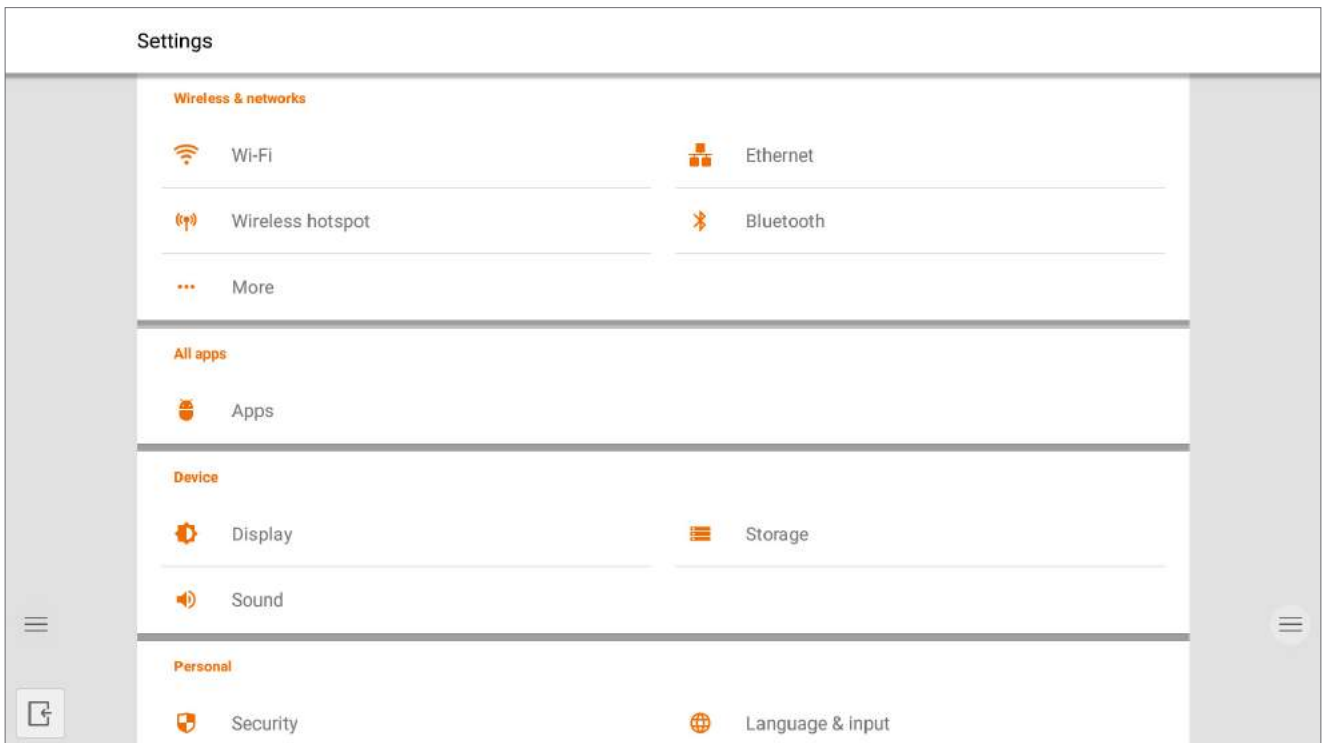 Settings
Wireless & networks
Wi-Fi
Ethernet
Wireless hotspot
Bluetooth
More
All apps
Apps
Device
Display
Storage
Sound
Personal
Security
Language & input